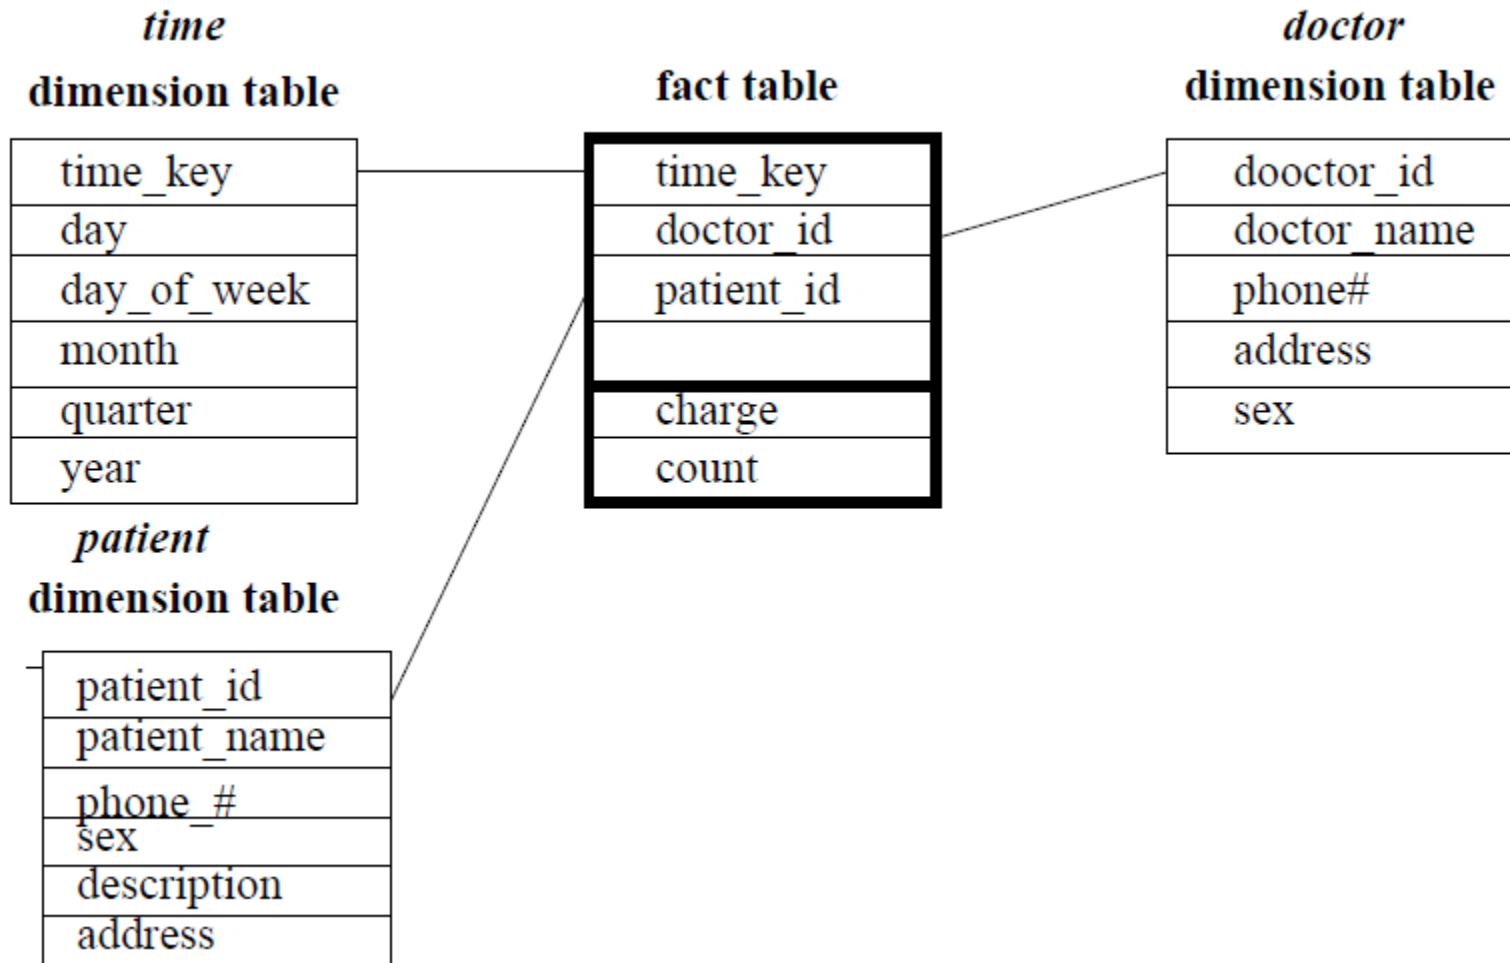 time
dimension table
time_key
day
day_of_week
month
quarter
year
patient
dimension table
patient_id
patient_name
phone_#
sex
description
address
fact table
time_key
doctor_id
patient_id
charge
count
doctor
dimension table
dooctor_id
doctor_name
phone#
address
sex